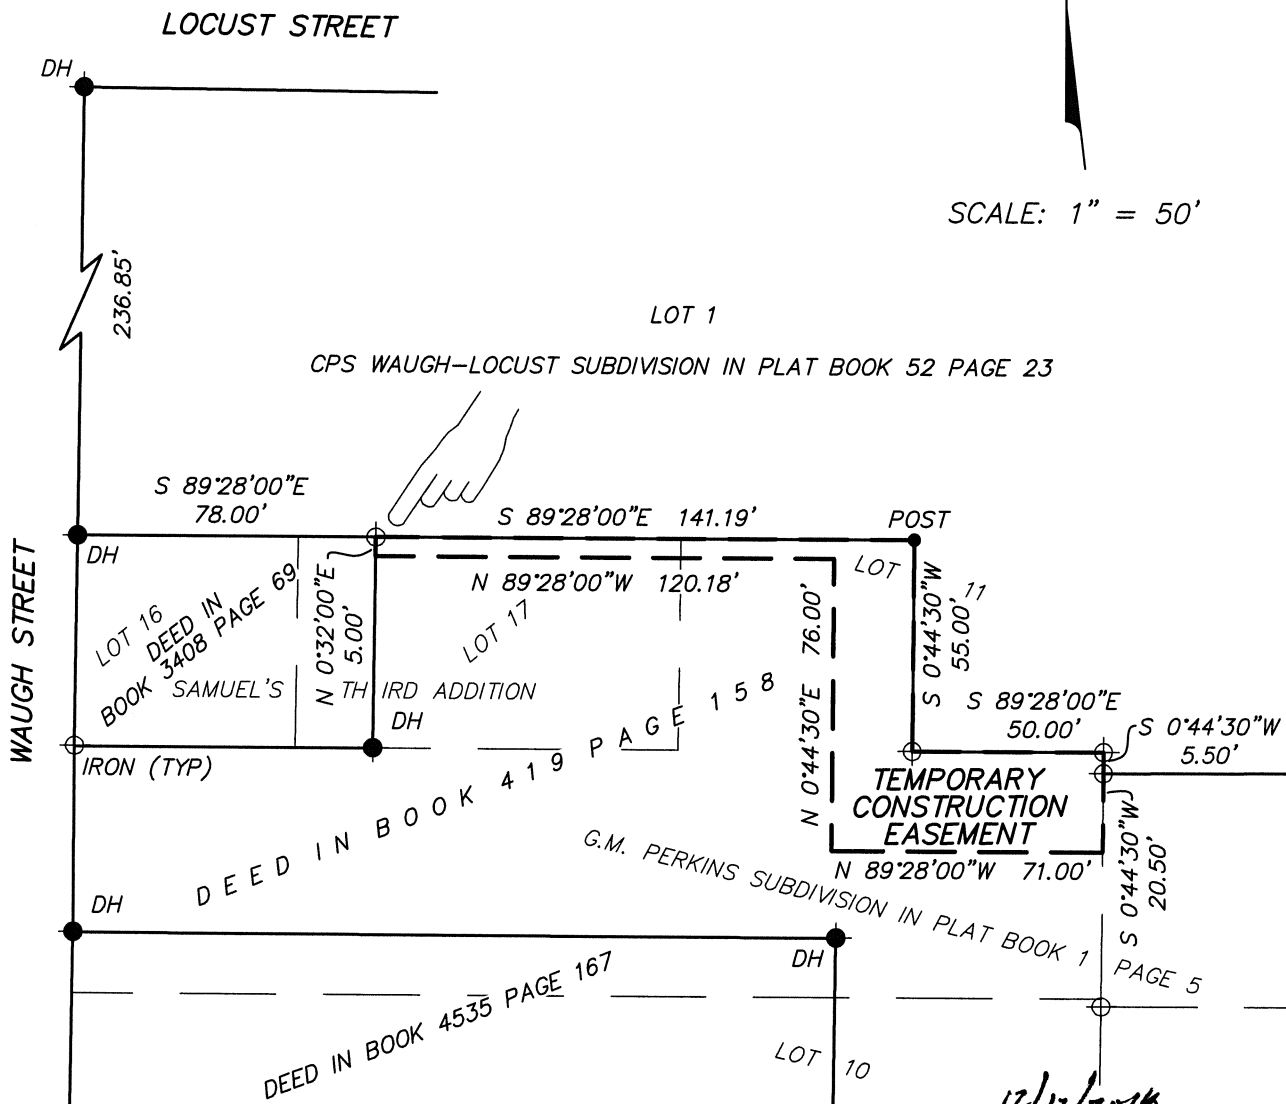 LOCUST STREET
DH
SCALE: 1" = 50'
236.85'
LOT 1
CPS WAUGH-LOCUST SUBDIVISION IN PLAT BOOK 52 PAGE 23
S 89°28'00"E
78.00'
S 89°28'00"E 141.19'
POST
DH
WAUGH STREET
LOT 16
DEED IN
BOOK 3408 PAGE 69
N 0°32'00"E
5.00'
N 89°28'00"W 120.18'
LOT 17
LOT 11
S 0°44'30"W
55.00'
N 0°44'30"E 76.00'
SAMUEL'S THIRD ADDITION
DH
IRON (TYP)
S 89°28'00"E
50.00'
S 0°44'30"W
5.50'
TEMPORARY
CONSTRUCTION
EASEMENT
DEED IN BOOK 419 PAGE 158
N 89°28'00"W 71.00'
S 0°44'30"W
20.50'
G.M. PERKINS SUBDIVISION IN PLAT BOOK 1 PAGE 5
DH
DH
DEED IN BOOK 4535 PAGE 167
LOT 10